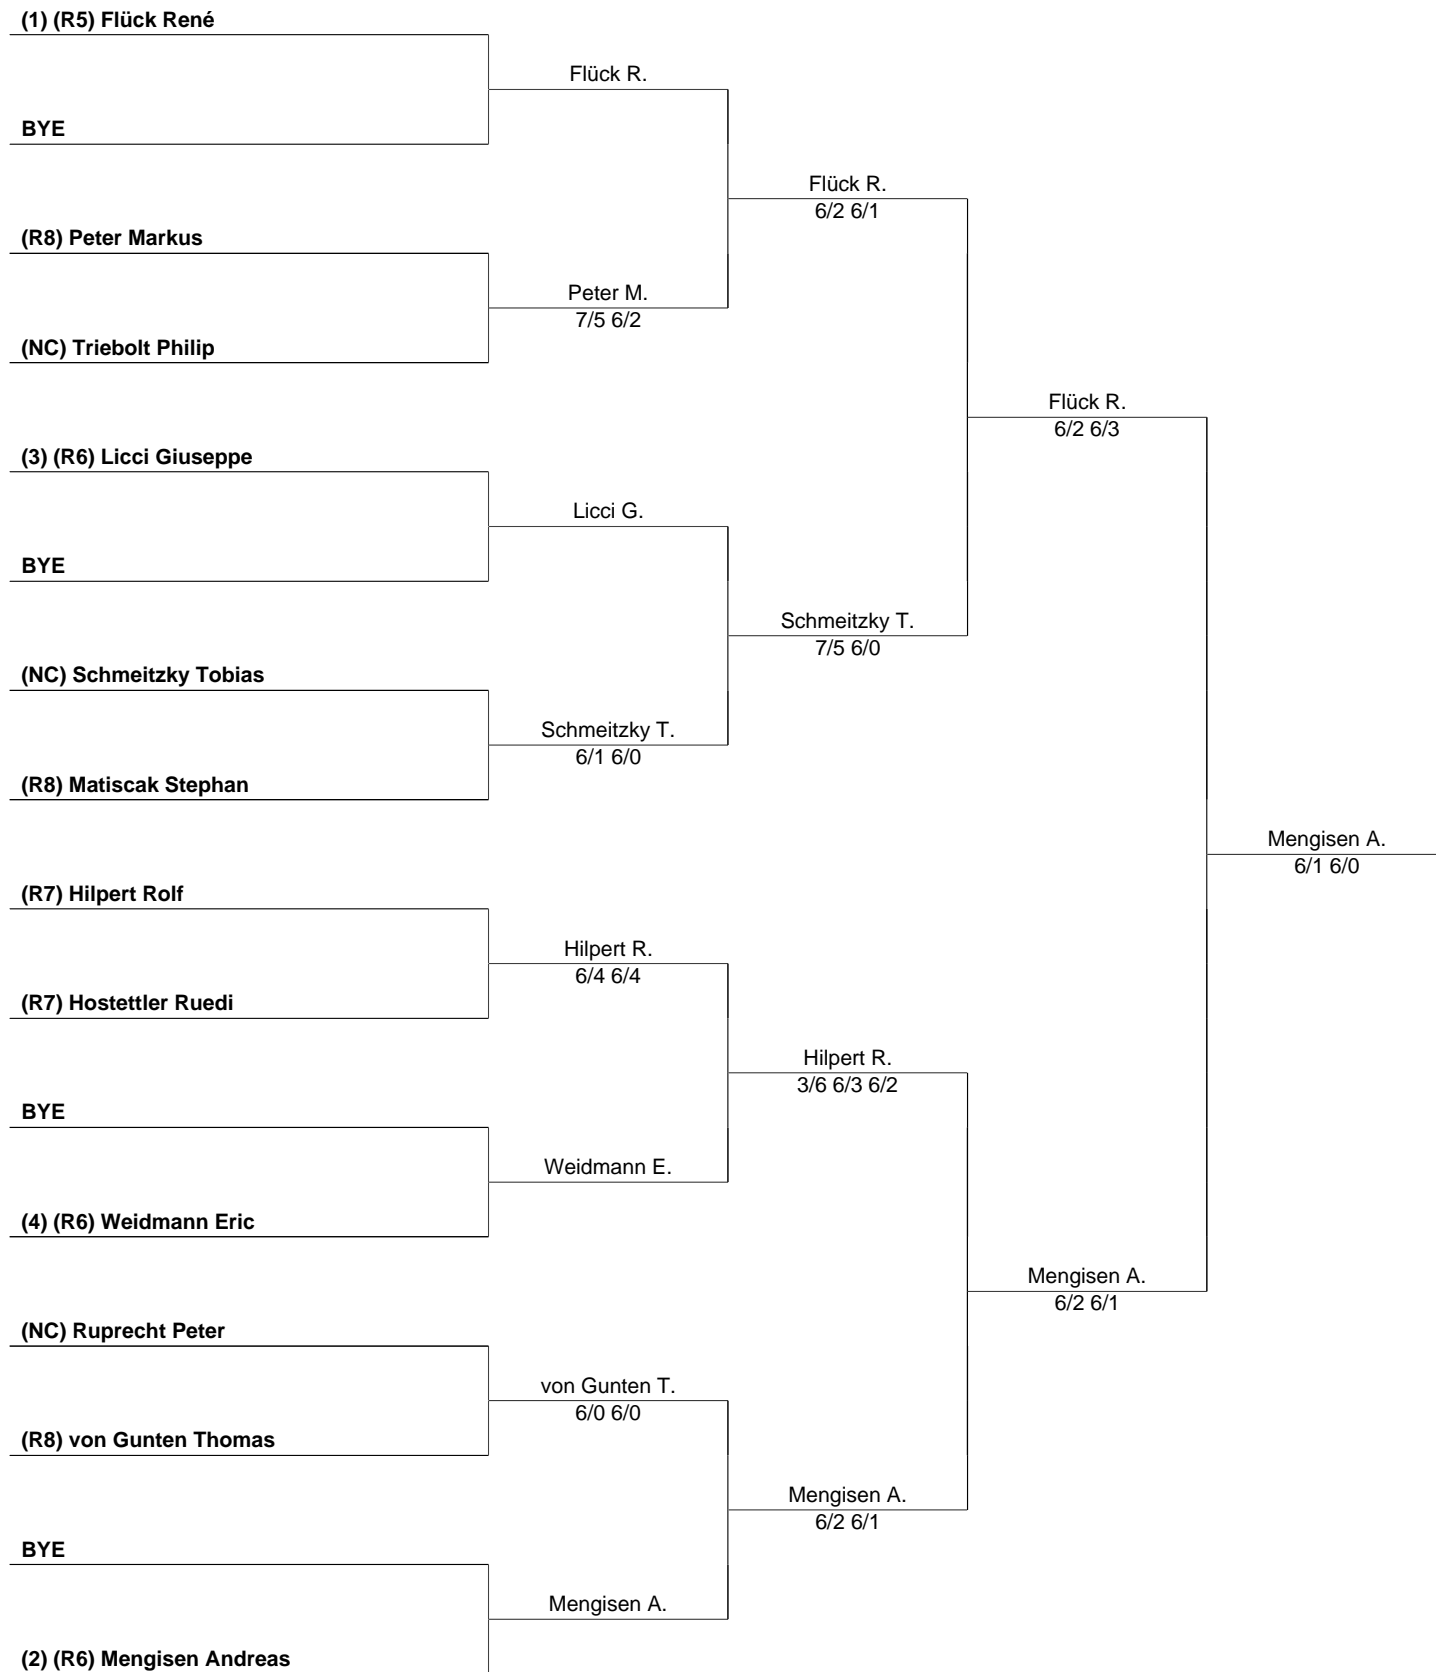 (1) (R5) Flück René
Flück R.
BYE
Flück R.
6/2 6/1
(R8) Peter Markus
Peter M.
7/5 6/2
(NC) Triebolt Philip
Flück R.
6/2 6/3
(3) (R6) Licci Giuseppe
Licci G.
BYE
Schmeitzky T.
7/5 6/0
(NC) Schmeitzky Tobias
Schmeitzky T.
6/1 6/0
(R8) Matiscak Stephan
Mengisen A.
6/1 6/0
(R7) Hilpert Rolf
Hilpert R.
6/4 6/4
(R7) Hostettler Ruedi
Hilpert R.
3/6 6/3 6/2
BYE
Weidmann E.
(4) (R6) Weidmann Eric
Mengisen A.
6/2 6/1
(NC) Ruprecht Peter
von Gunten T.
6/0 6/0
(R8) von Gunten Thomas
Mengisen A.
6/2 6/1
BYE
Mengisen A.
(2) (R6) Mengisen Andreas